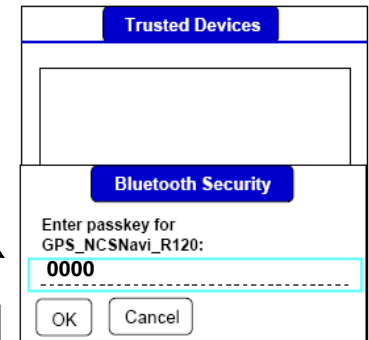 Trusted Devices
Bluetooth Security
Enter passkey for
GPS_NCSNavi_R120:
0000
OK
Cancel